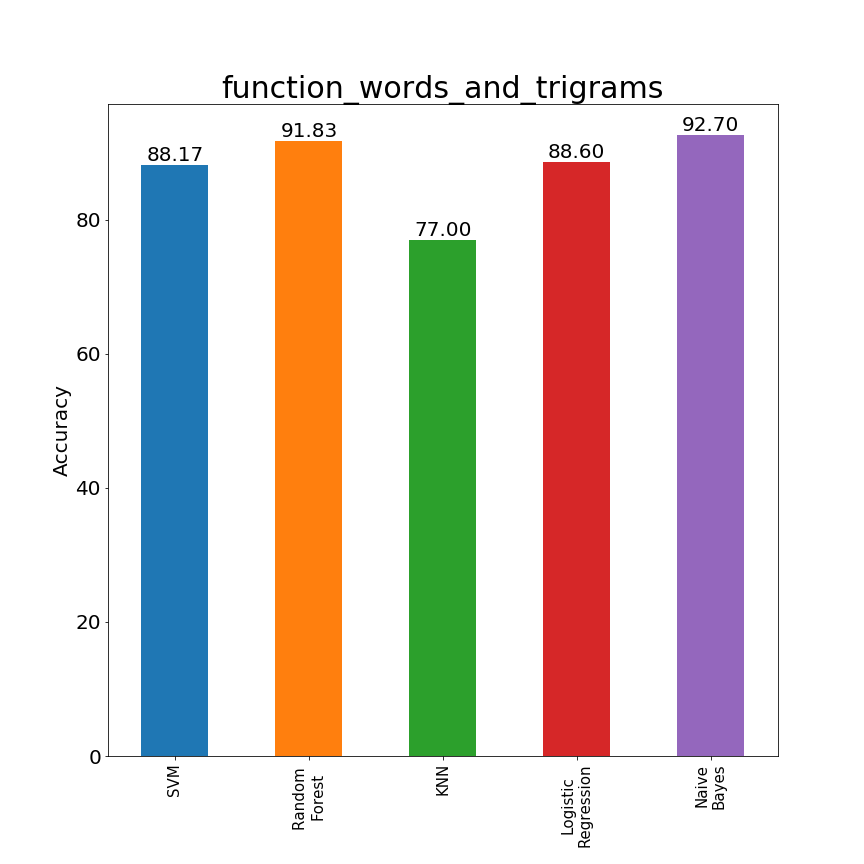 function_words_and_trigrams
88.17
91.83
77.00
88.60
92.70
Accuracy
80
60
40
20
0
SVM
Random
Forest
KNN
Logistic
Regression
Naive
Bayes